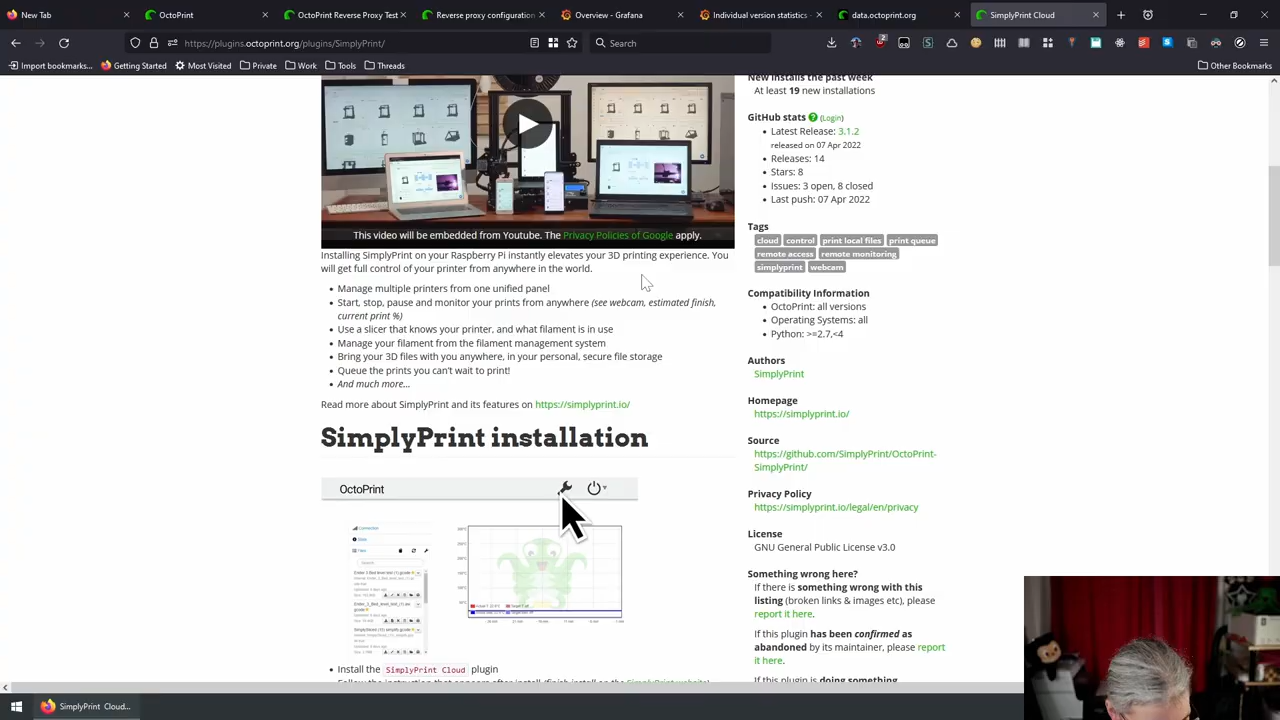 New Tab
OctoPrint
OctoPrint Reverse Proxy Test
Reverse proxy configuration
Overview - Grafana
Individual version statistics -
data.octoprint.org
SimplyPrint Cloud
https://plugins.octoprint.org/plugins/SimplyPrint/
Search
Import bookmarks...
Getting Started
Most Visited
Private
Work
Tools
Threads
Other Bookmarks
This video will be embedded from Youtube. The Privacy Policies of Google apply.
Installing SimplyPrint on your Raspberry Pi instantly elevates your 3D printing experience. You
will get full control of your printer from anywhere in the world.
• Manage multiple printers from one unified panel
• Start, stop, pause and monitor your prints from anywhere (see webcam, estimated finish,
current print %)
• Use a slicer that knows your printer, and what filament is in use
• Manage your filament from the filament management system
• Bring your 3D files with you anywhere, in your personal, secure file storage
• Queue the prints you can't wait to print!
• And much more...
Read more about SimplyPrint and its features on https://simplyprint.io/
SimplyPrint installation
OctoPrint
Connection
State
Files
Search
• Install the SimplyPrint Cloud plugin
New installs the past week
At least 19 new installations
GitHub stats (Login)
• Latest Release: 3.1.2
released on 07 Apr 2022
• Releases: 14
• Stars: 8
• Issues: 3 open, 8 closed
• Last push: 07 Apr 2022
Tags
cloud control print local files print queue
remote access remote monitoring
simplyprint webcam
Compatibility Information
• OctoPrint: all versions
• Operating Systems: all
• Python: >=2.7,<4
Authors
SimplyPrint
Homepage
https://simplyprint.io/
Source
https://github.com/SimplyPrint/OctoPrint-
SimplyPrint/
Privacy Policy
https://simplyprint.io/legal/en/privacy
License
GNU General Public License v3.0
Something wrong here?
If there is something wrong with this
listing (broken links & images etc), please
report it here.
If this plugin has been confirmed as
abandoned by its maintainer, please report
it here.
If this plugin is doing something
SimplyPrint Cloud...